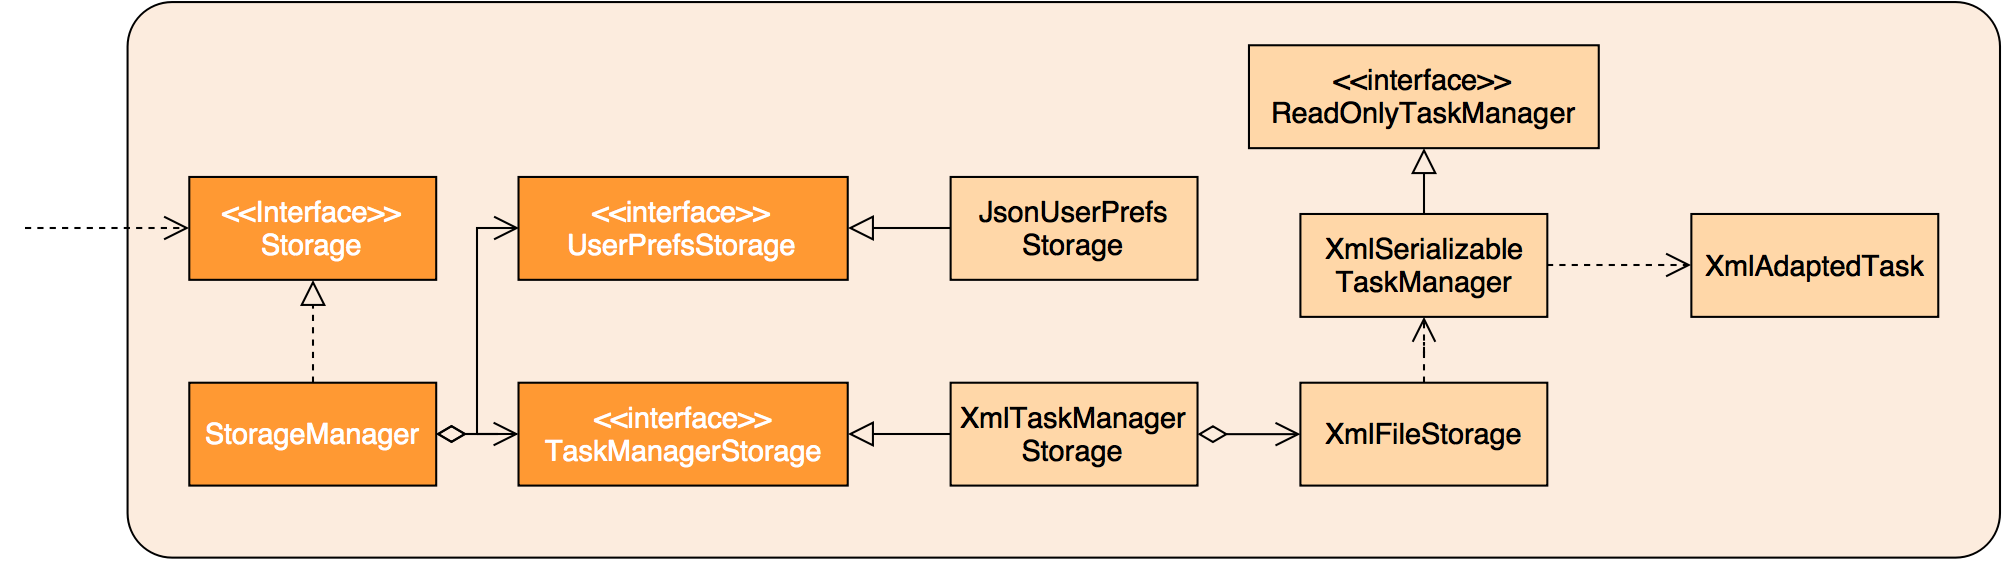 <<interface>>
ReadOnlyTaskManager
<<Interface>>
Storage
<<interface>>
UserPrefsStorage
JsonUserPrefs
Storage
XmlSerializable
TaskManager
XmlAdaptedTask
StorageManager
<<interface>>
TaskManagerStorage
XmlTaskManager
Storage
XmlFileStorage